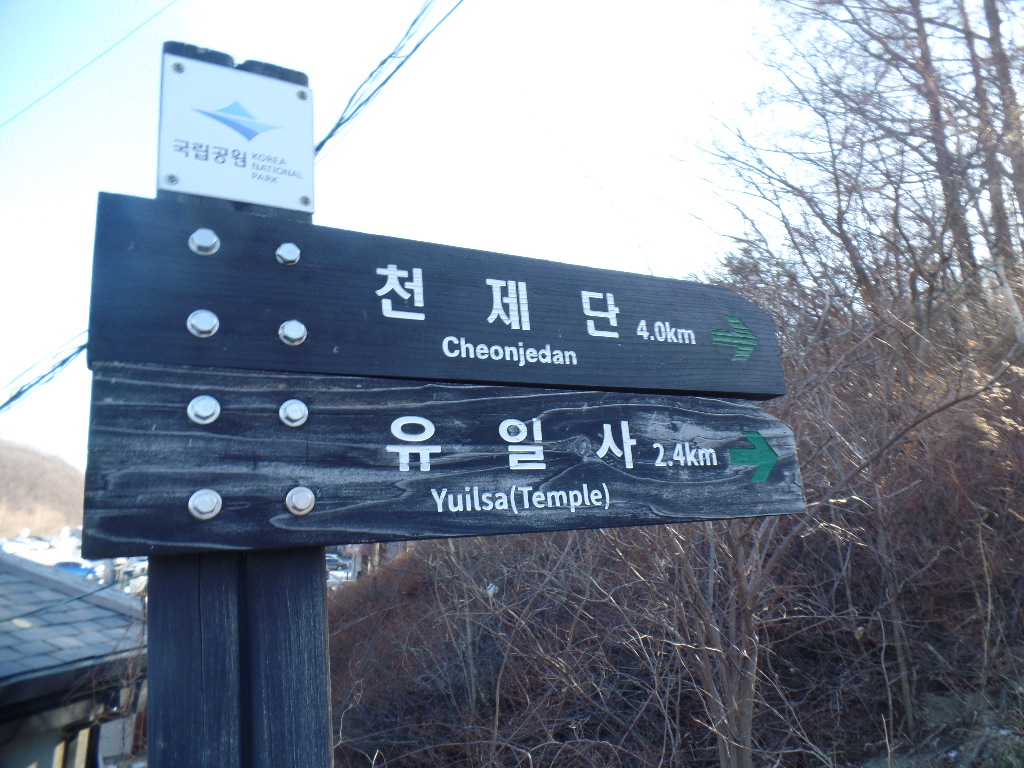 국립공원 KOREA
NATIONAL
PARK
천제단 4.0km
Cheonjedan
유일사 2.4km
Yuilsa(Temple)